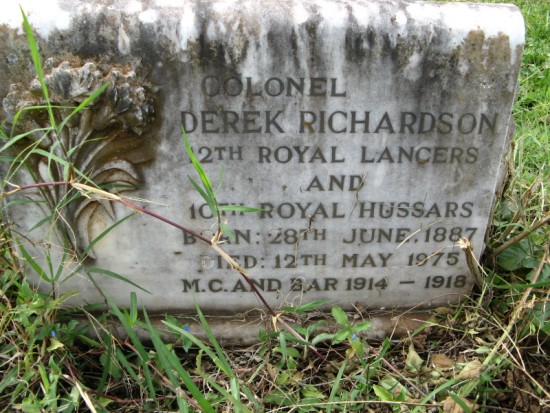 COLONEL
DEREK RICHARDSON
12TH ROYAL LANCERS
AND
10TH ROYAL HUSSARS
BORN: 28TH JUNE. 1887
DIED: 12TH MAY 1975
M.C. AND BAR 1914 - 1918